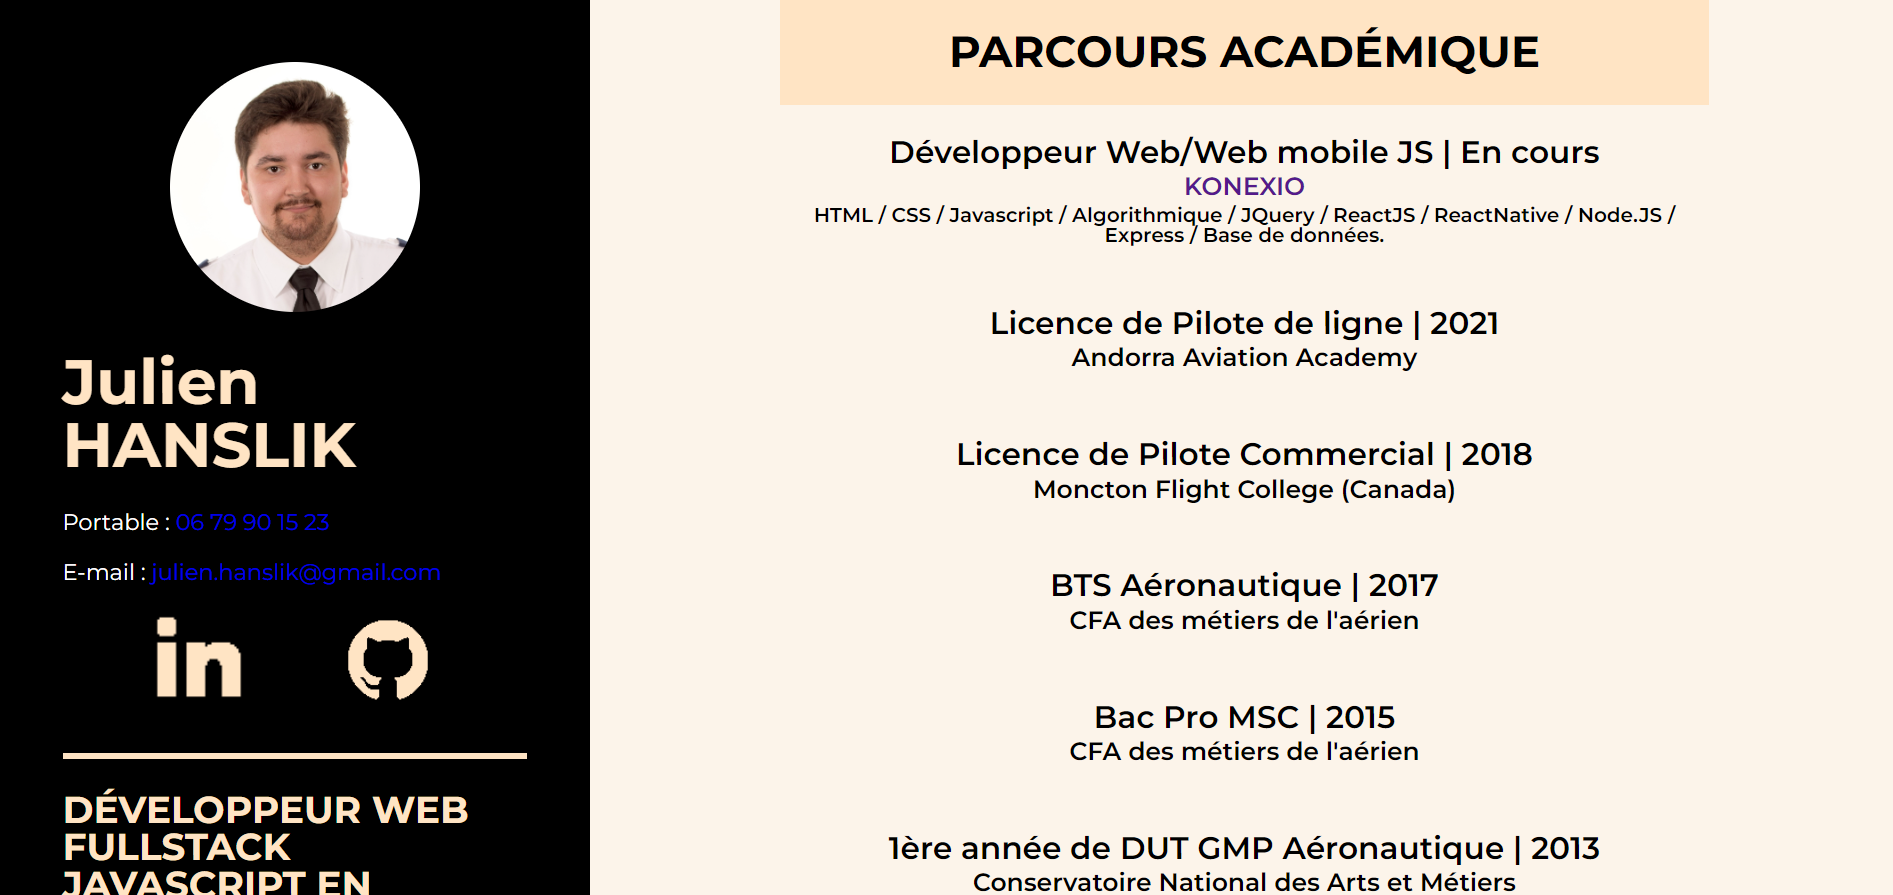 Julien
HANSLIK
Portable : 06 79 90 15 23
E-mail : julien.hanslik@gmail.com
in
DÉVELOPPEUR WEB
FULLSTACK
JAVASCRIPT EN
PARCOURS ACADÉMIQUE
Développeur Web/Web mobile JS | En cours
KONEXIO
HTML / CSS / Javascript / Algorithmique / JQuery / ReactJS / ReactNative / Node.JS /
Express / Base de données.
Licence de Pilote de ligne | 2021
Andorra Aviation Academy
Licence de Pilote Commercial | 2018
Moncton Flight College (Canada)
BTS Aéronautique | 2017
CFA des métiers de l'aérien
Bac Pro MSC | 2015
CFA des métiers de l'aérien
1ère année de DUT GMP Aéronautique | 2013
Conservatoire National des Arts et Métiers